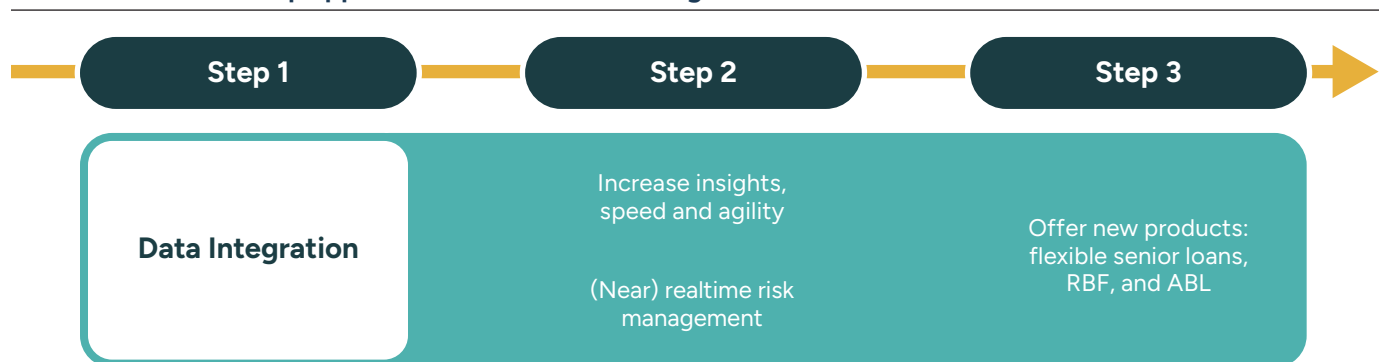 Step 1
Step 2
Step 3
Data Integration
Increase insights,
speed and agility
(Near) realtime risk
management
Offer new products:
flexible senior loans,
RBF, and ABL